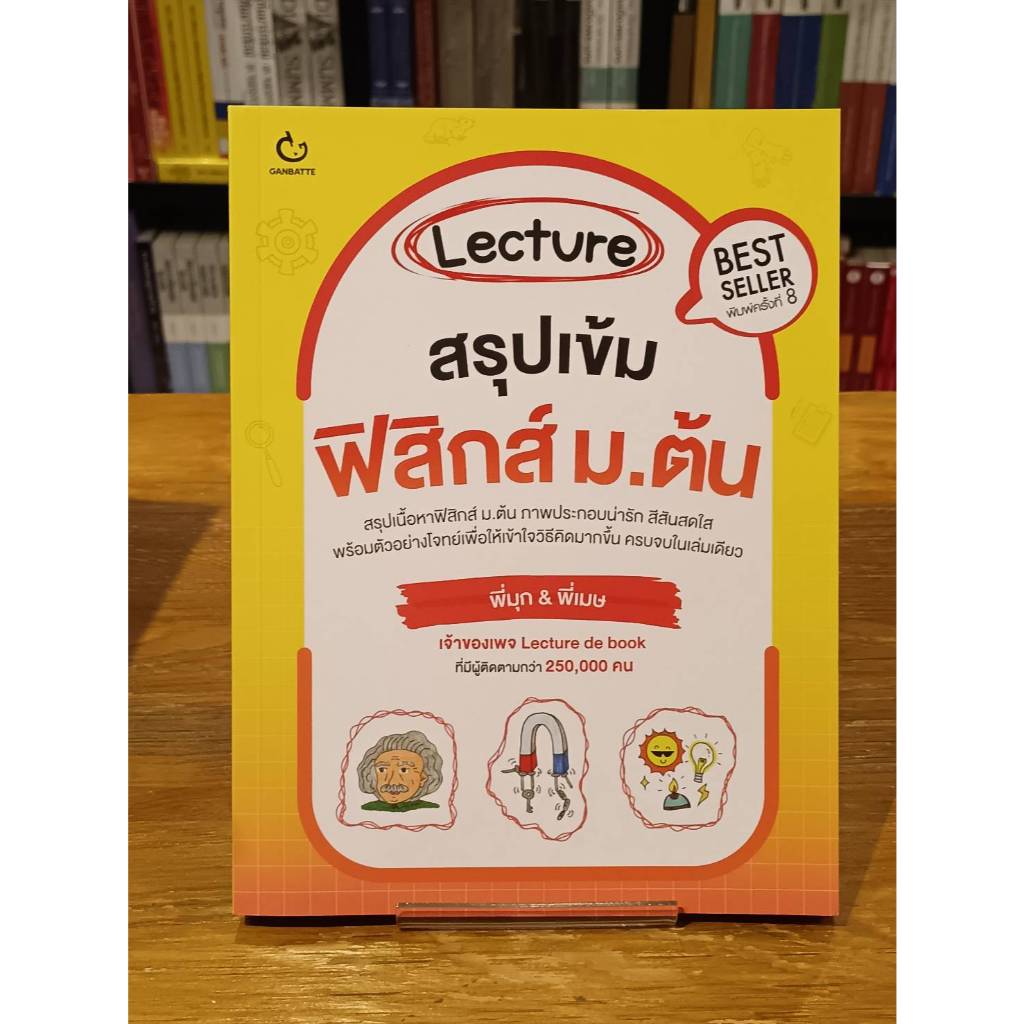 GANBATTE
Lecture
BEST
SELLER
พิมพ์ครั้งที่ 8
สรุปเข้ม
ฟิสิกส์ ม.ต้น
สรุปเนื้อหาฟิสิกส์ ม.ต้น ภาพประกอบน่ารัก สีสันสดใส
พร้อมตัวอย่างโจทย์เพื่อให้เข้าใจวิธีคิดมากขึ้น ครบจบในเล่มเดียว
พี่มุก & พี่เมษ
เจ้าของเพจ Lecture de book
ที่มีผู้ติดตามกว่า 250,000 คน